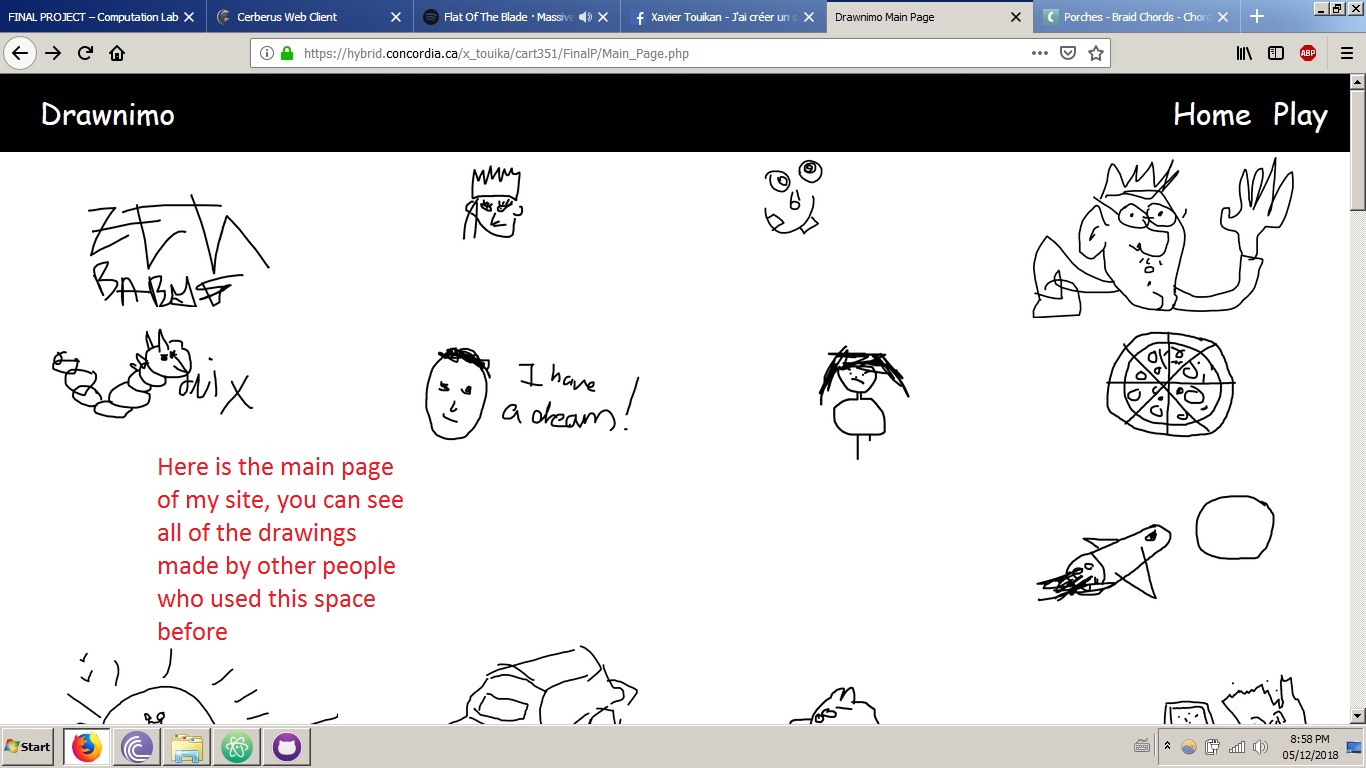 FINAL PROJECT – Computation Lab
Cerberus Web Client
Flat Of The Blade · Massive
Xavier Touikan - J'ai créer un s
Drawnimo Main Page
Porches - Braid Chords - Chord
https://hybrid.concordia.ca/x_touika/cart351/FinalP/Main_Page.php
ABP
Drawnimo
Home Play
ZETA
onix
I have
a dream!
Here is the main page
of my site, you can see
all of the drawings
made by other people
who used this space
before
Start
8:58 PM
05/12/2018